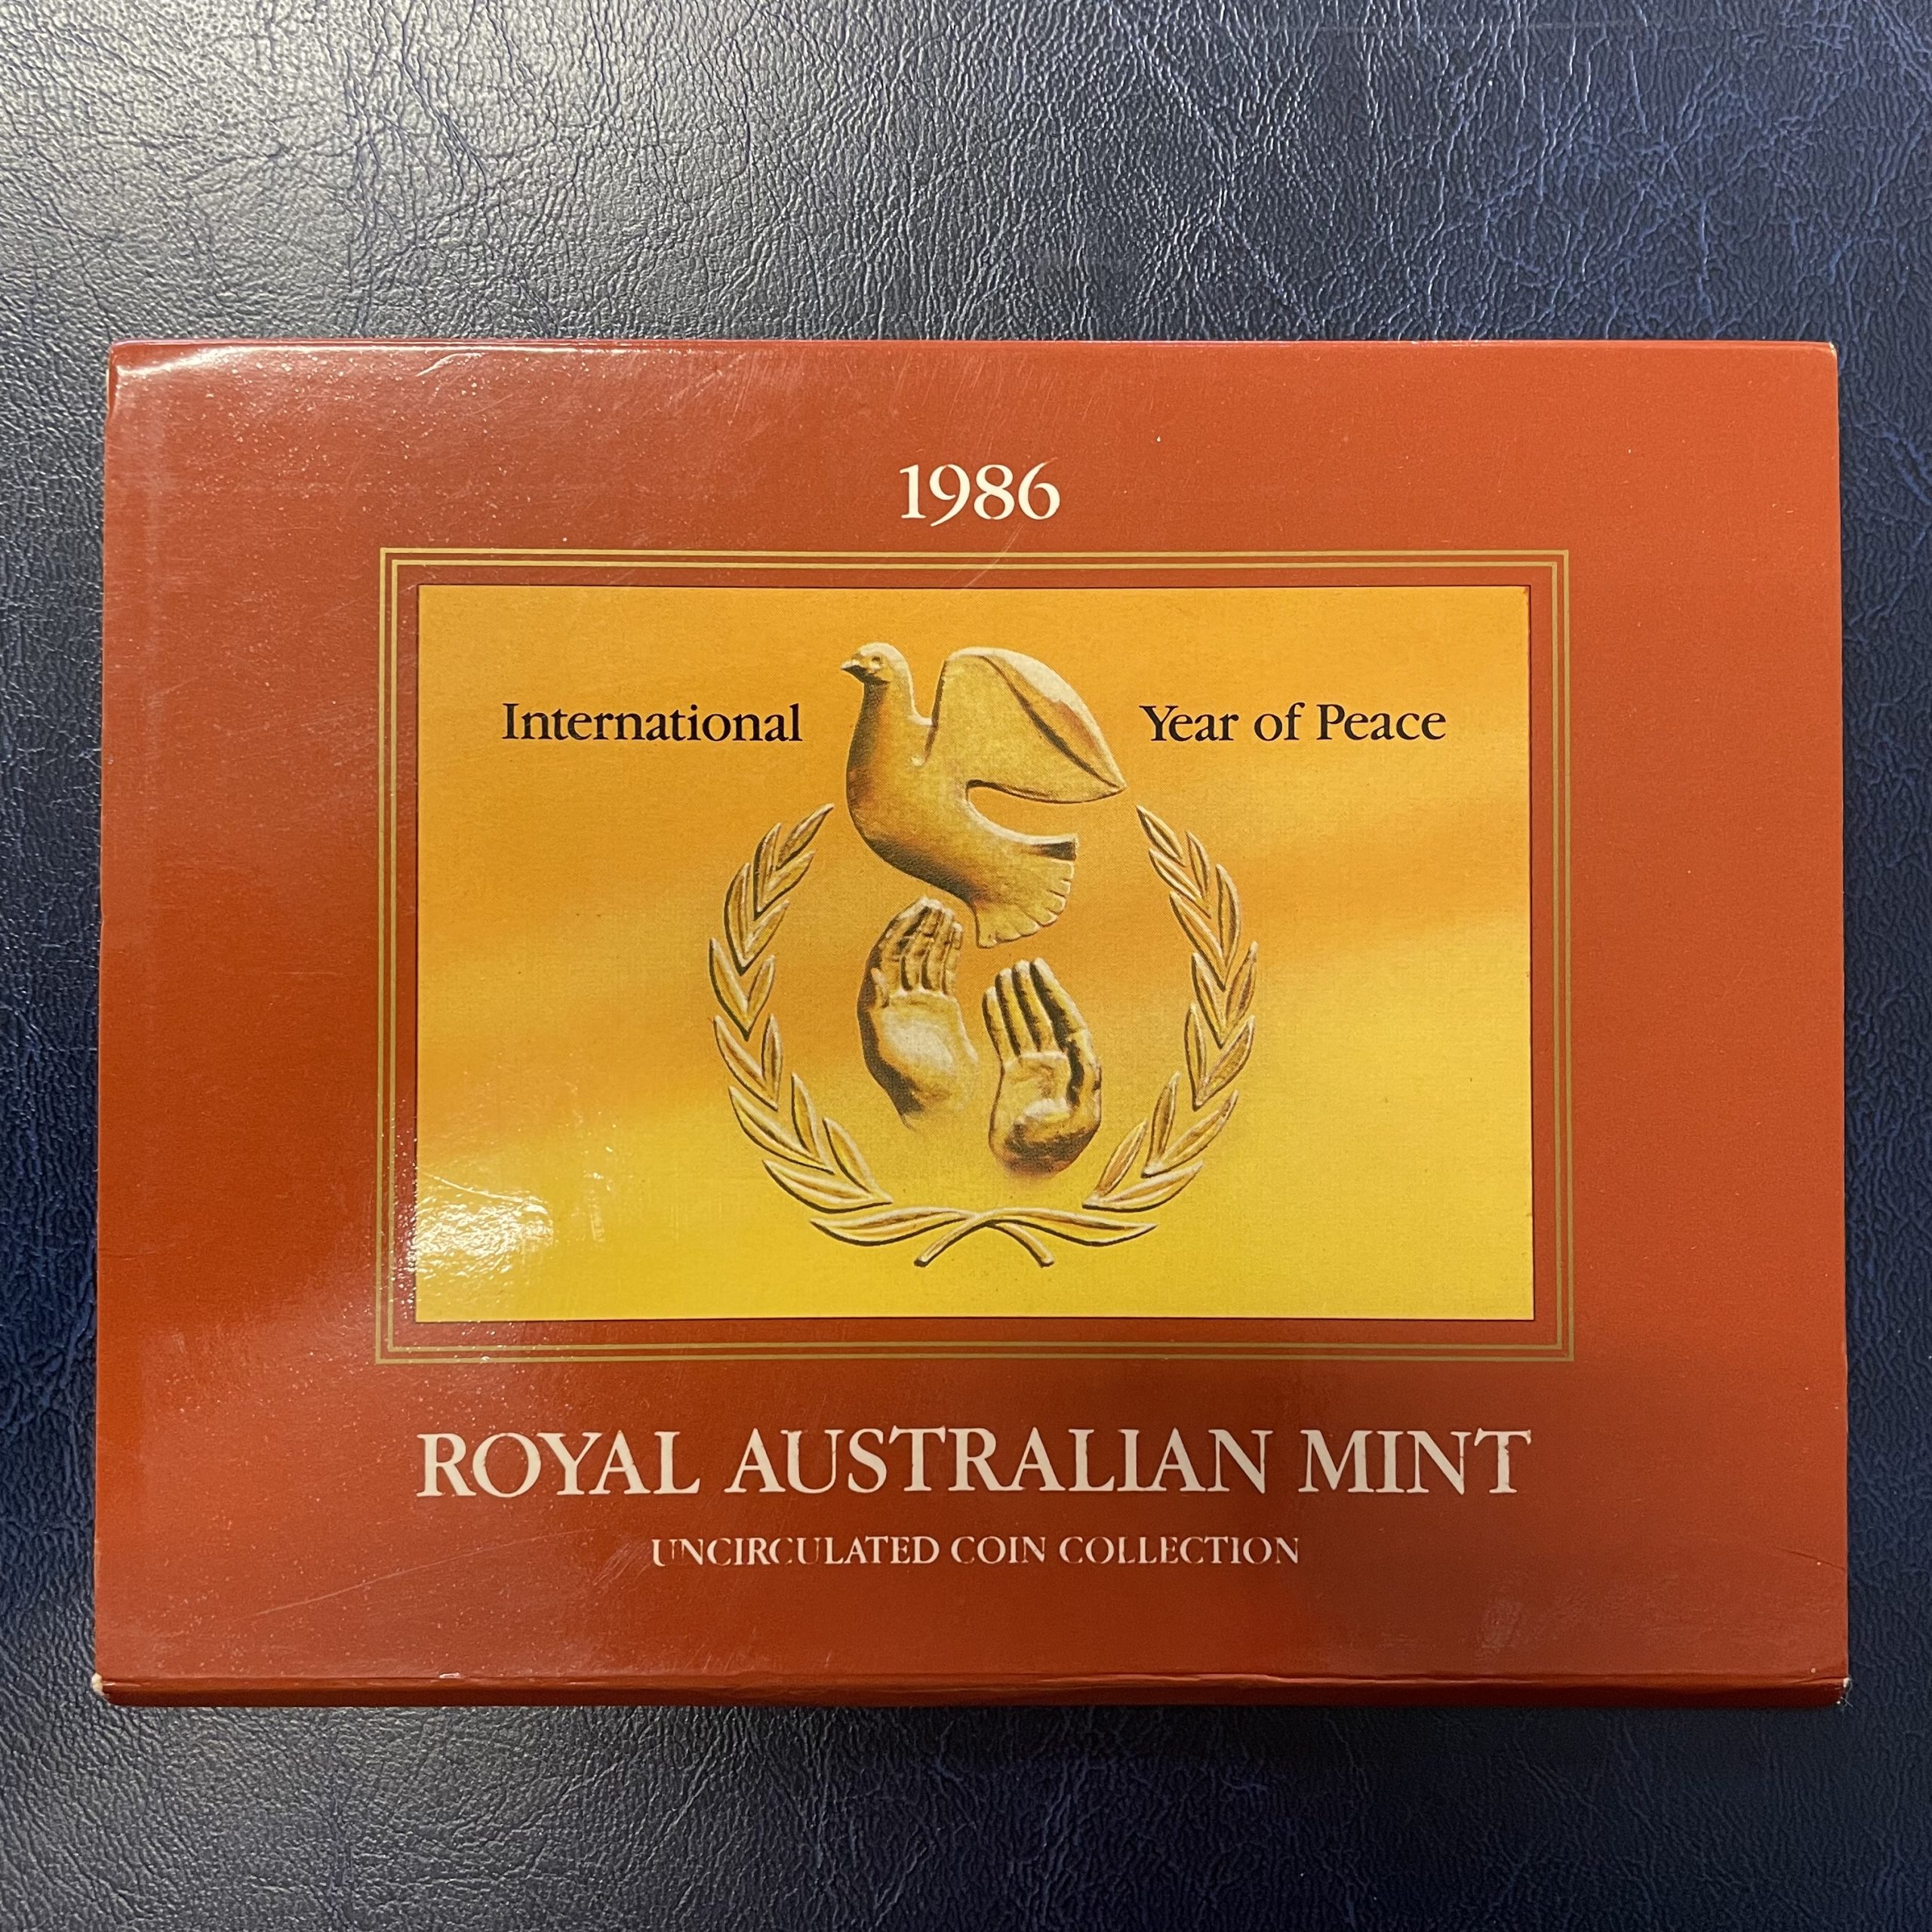 1986
International Year of Peace
ROYAL AUSTRALIAN MINT
UNCIRCULATED COIN COLLECTION